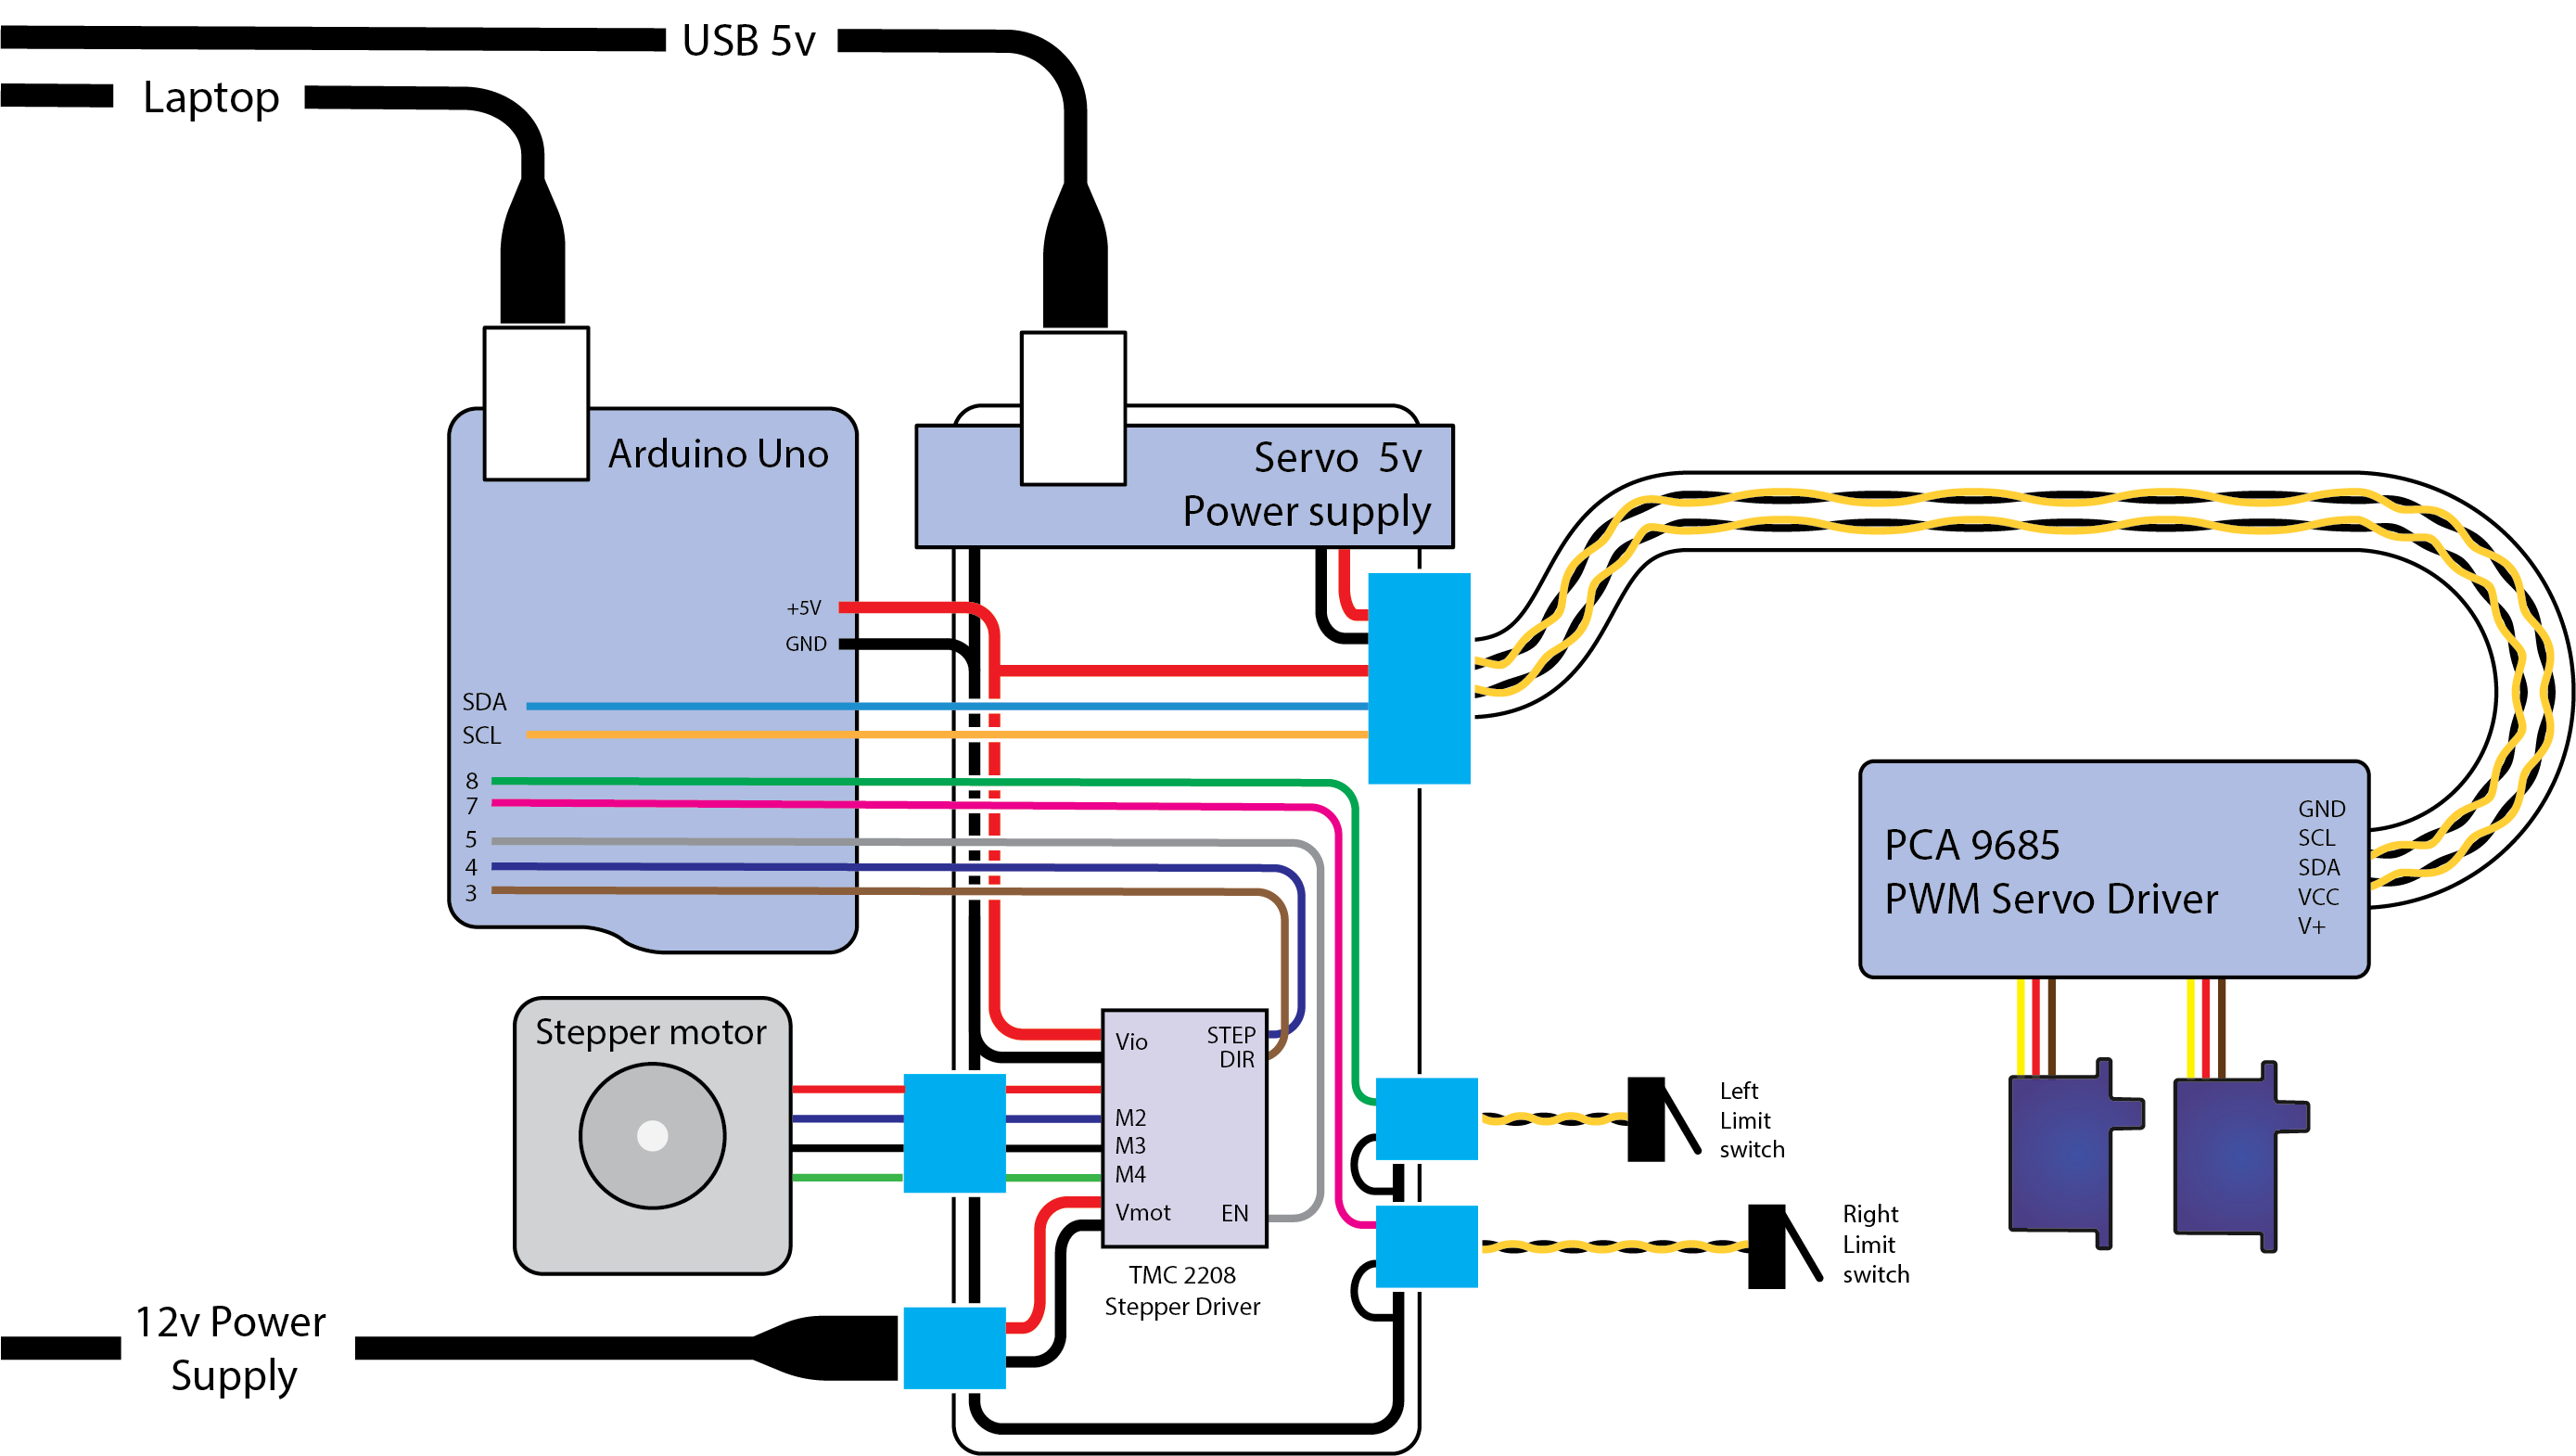 USB 5v
Laptop
Arduino Uno
Servo 5v
Power supply
+5V
GND
SDA
SCL
8
7
5
4
3
GND
SCL
SDA
VCC
V+
PCA 9685
PWM Servo Driver
Stepper motor
Vio
M2
M3
M4
Vmot
STEP
DIR
EN
TMC 2208
Stepper Driver
Left
Limit
switch
Right
Limit
switch
12v Power
Supply